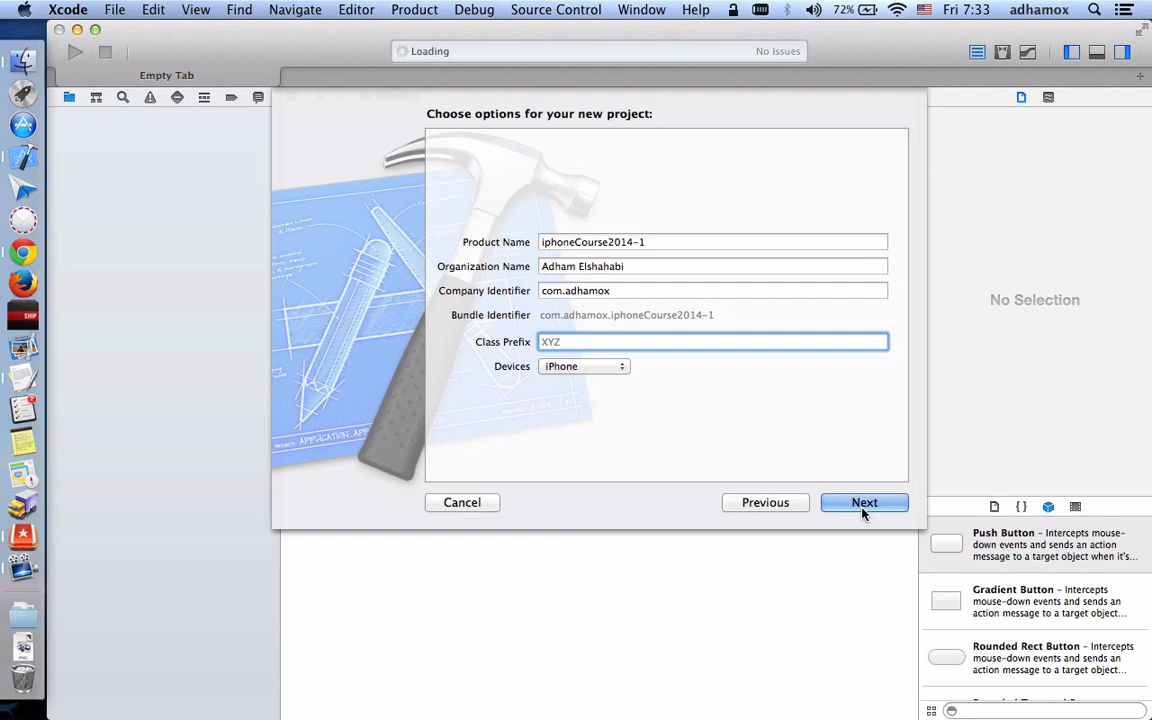 Xcode File Edit View Find Navigate Editor Product Debug Source Control Window Help 72% Fri 7:33 adhamox
Loading No Issues
Empty Tab
Choose options for your new project:
Product Name iphoneCourse2014-1
Organization Name Adham Elshahabi
Company Identifier com.adhamox
Bundle Identifier com.adhamox.iphoneCourse2014-1
Class Prefix XYZ
Devices iPhone
No Selection
Cancel Previous Next
Push Button - Intercepts mouse-
down events and sends an action
message to a target object when it's...
Gradient Button - Intercepts
mouse-down events and sends an
action message to a target object...
Rounded Rect Button - Intercepts
mouse-down events and sends an
action message to a target object...